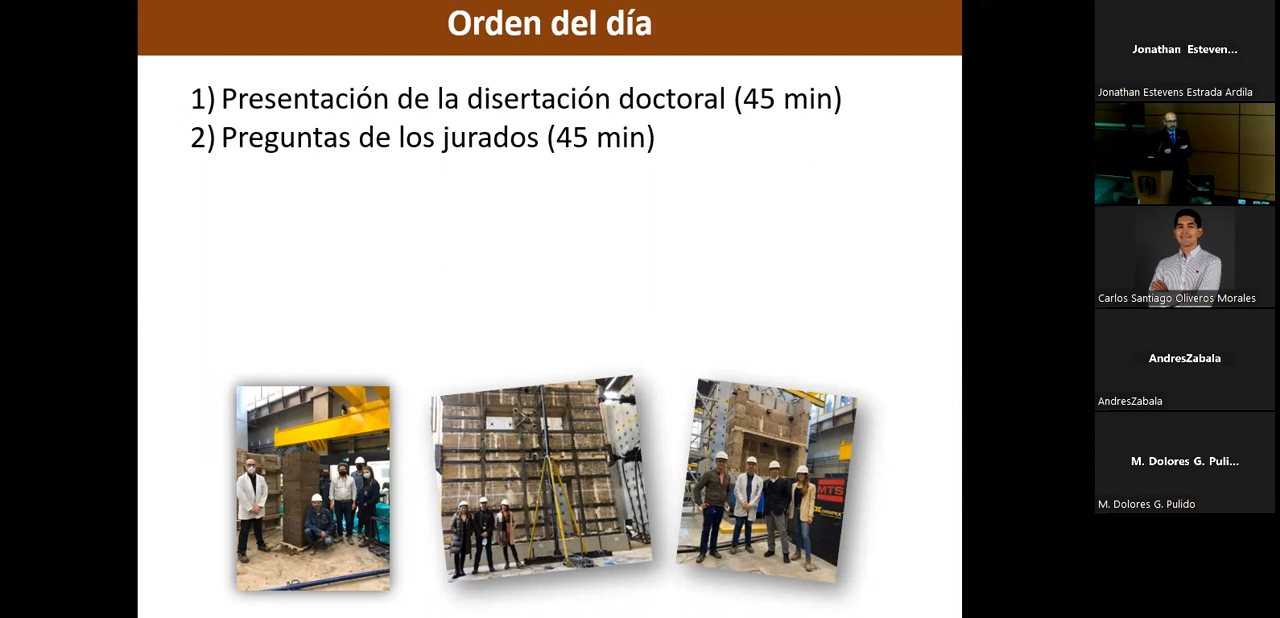 Orden del día
1) Presentación de la disertación doctoral (45 min)
2) Preguntas de los jurados (45 min)
MTS
Jonathan Estevens...
Jonathan Estevens Estrada Ardila
Carlos Santiago Oliveros Morales
AndresZabala
AndresZabala
M. Dolores G. Puli...
M. Dolores G. Pulido